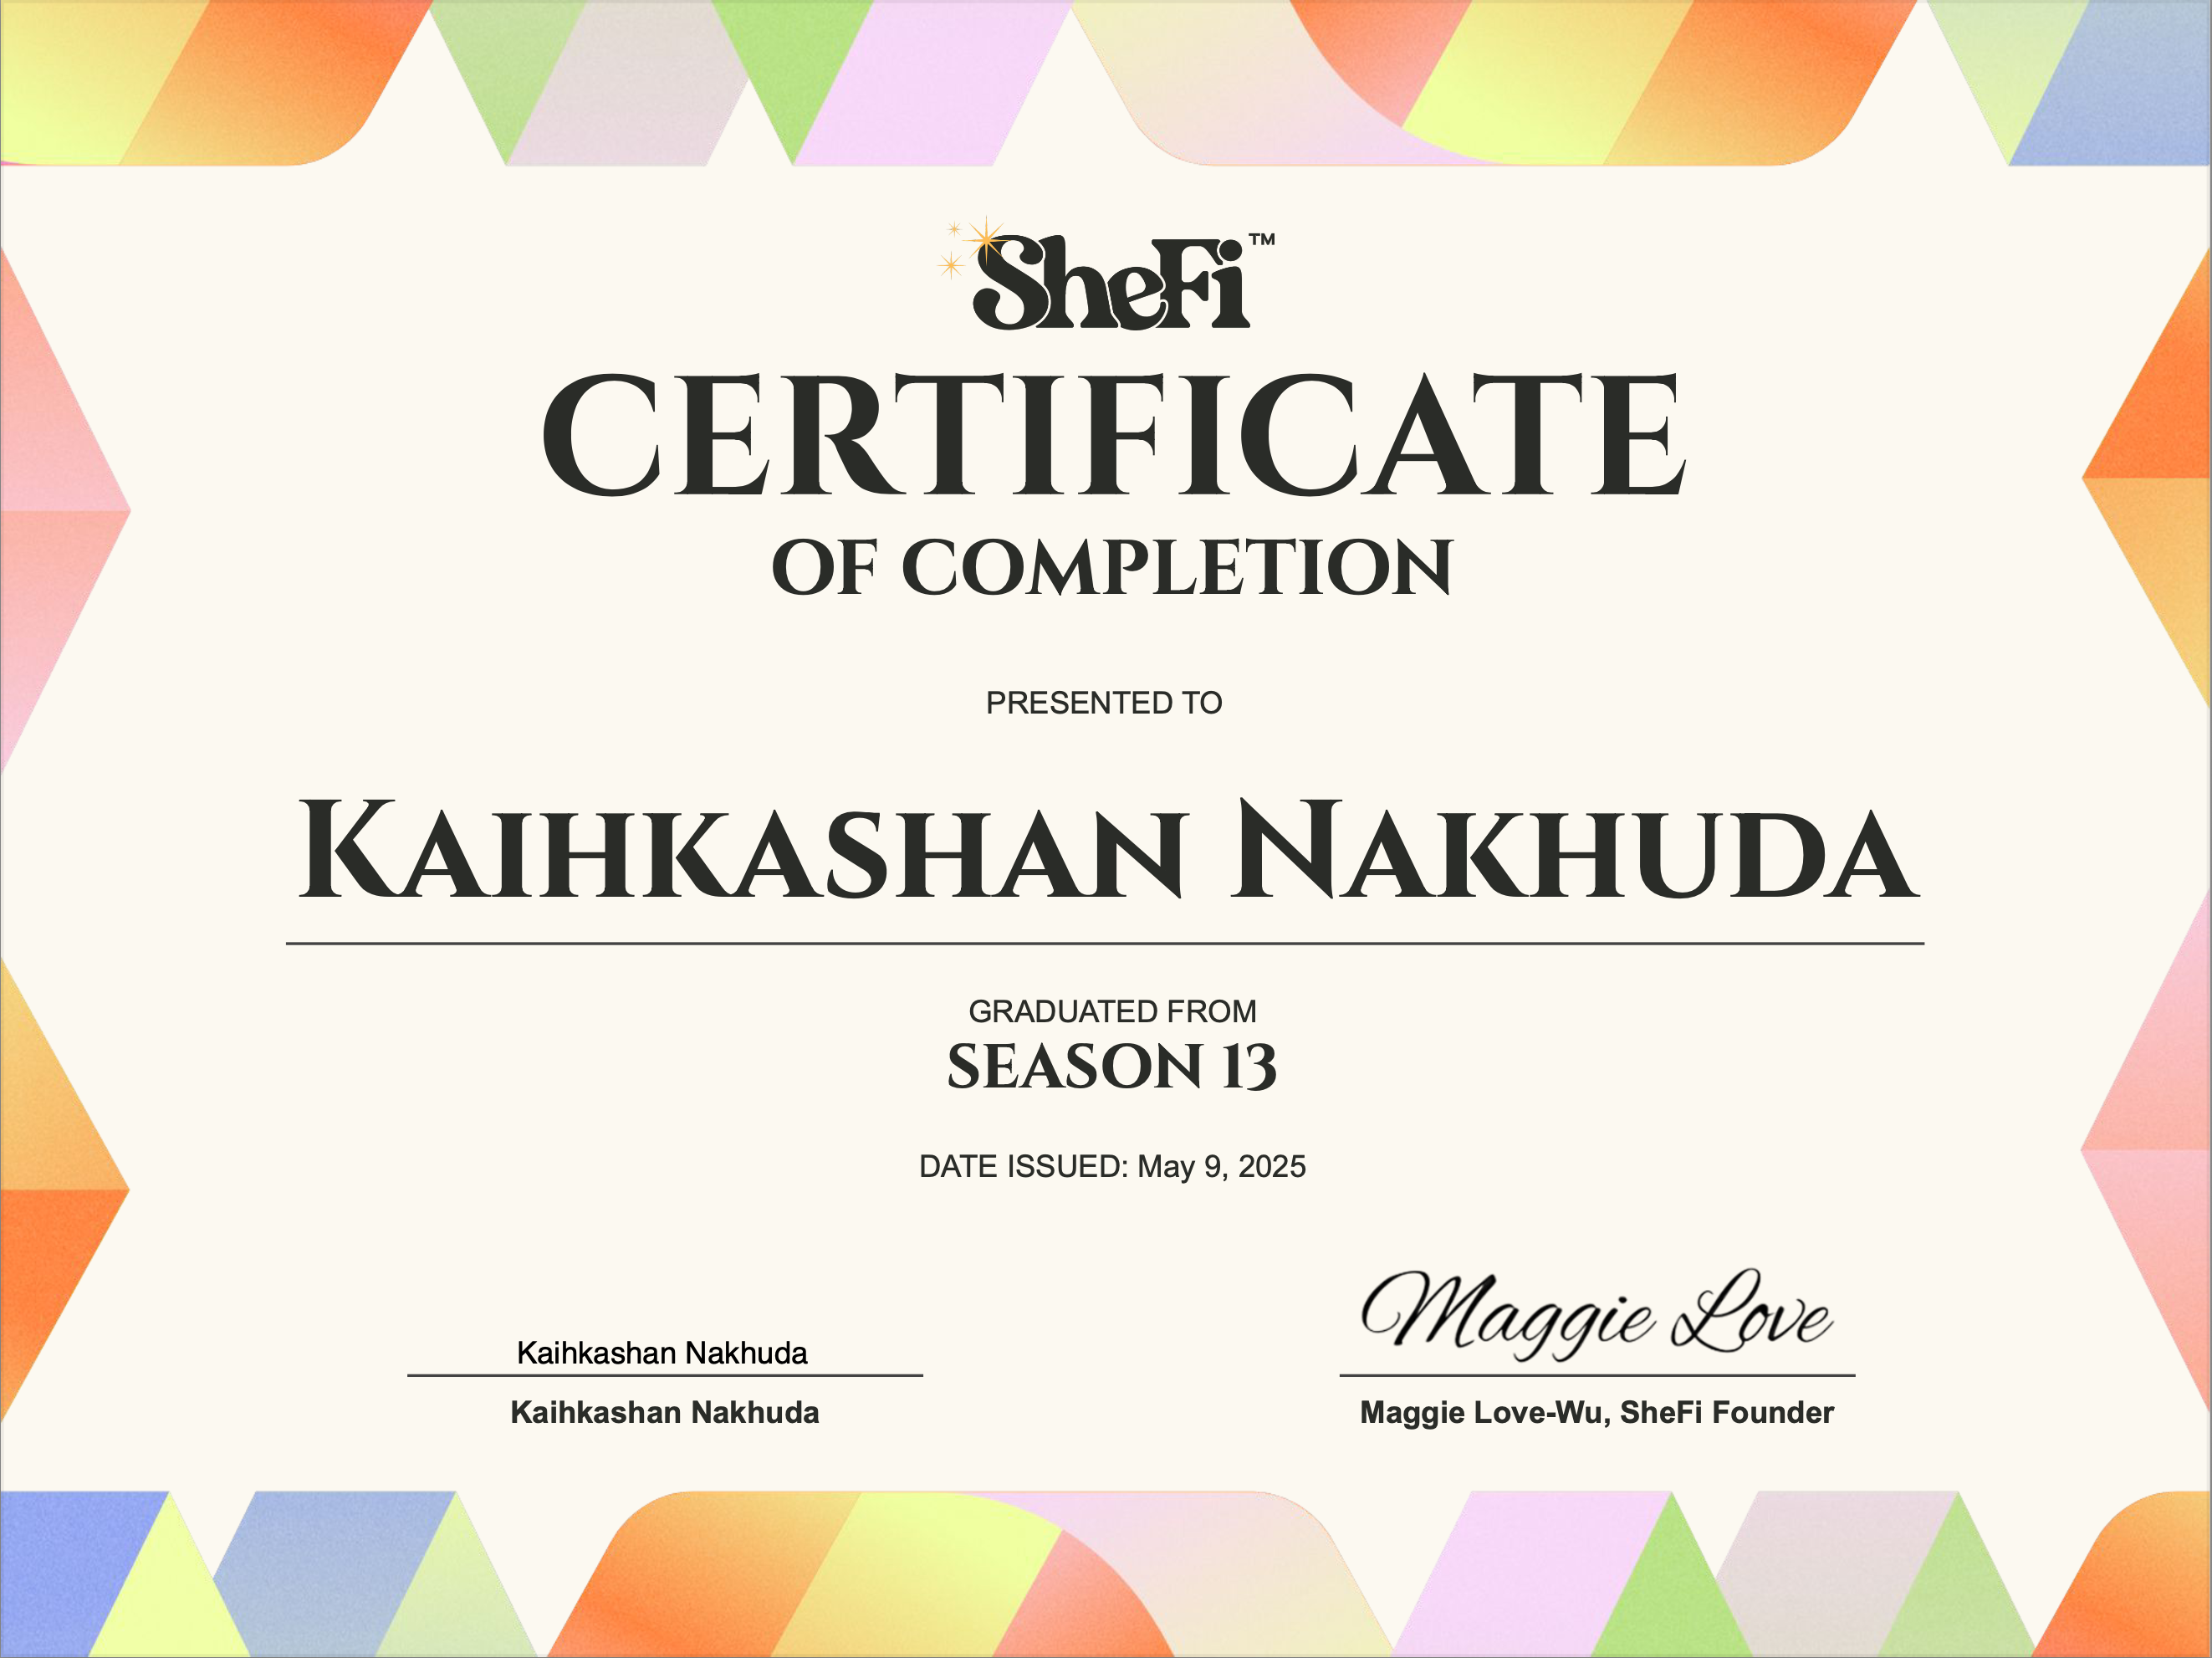 SheFi™
CERTIFICATE
OF COMPLETION
PRESENTED TO
Kaihkashan Nakhuda
GRADUATED FROM
SEASON 13
DATE ISSUED: May 9, 2025
Kaihkashan Nakhuda
Kaihkashan Nakhuda
Maggie Love
Maggie Love-Wu, SheFi Founder